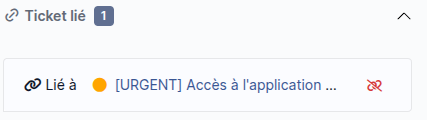 Ticket lié 1
Lié à [URGENT] Accès à l'application ...